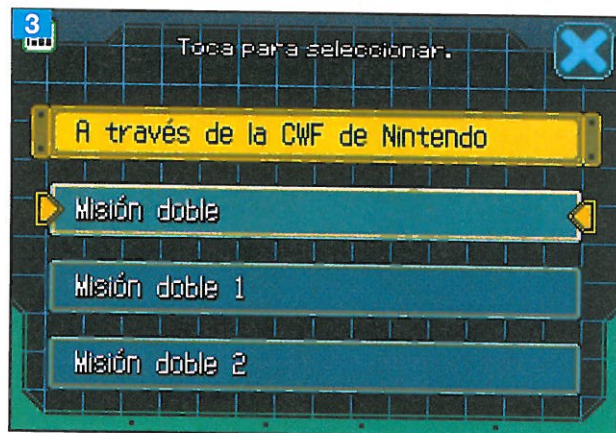 3
Toca para seleccionar.
A través de la CWF de Nintendo
Misión doble
Misión doble 1
Misión doble 2